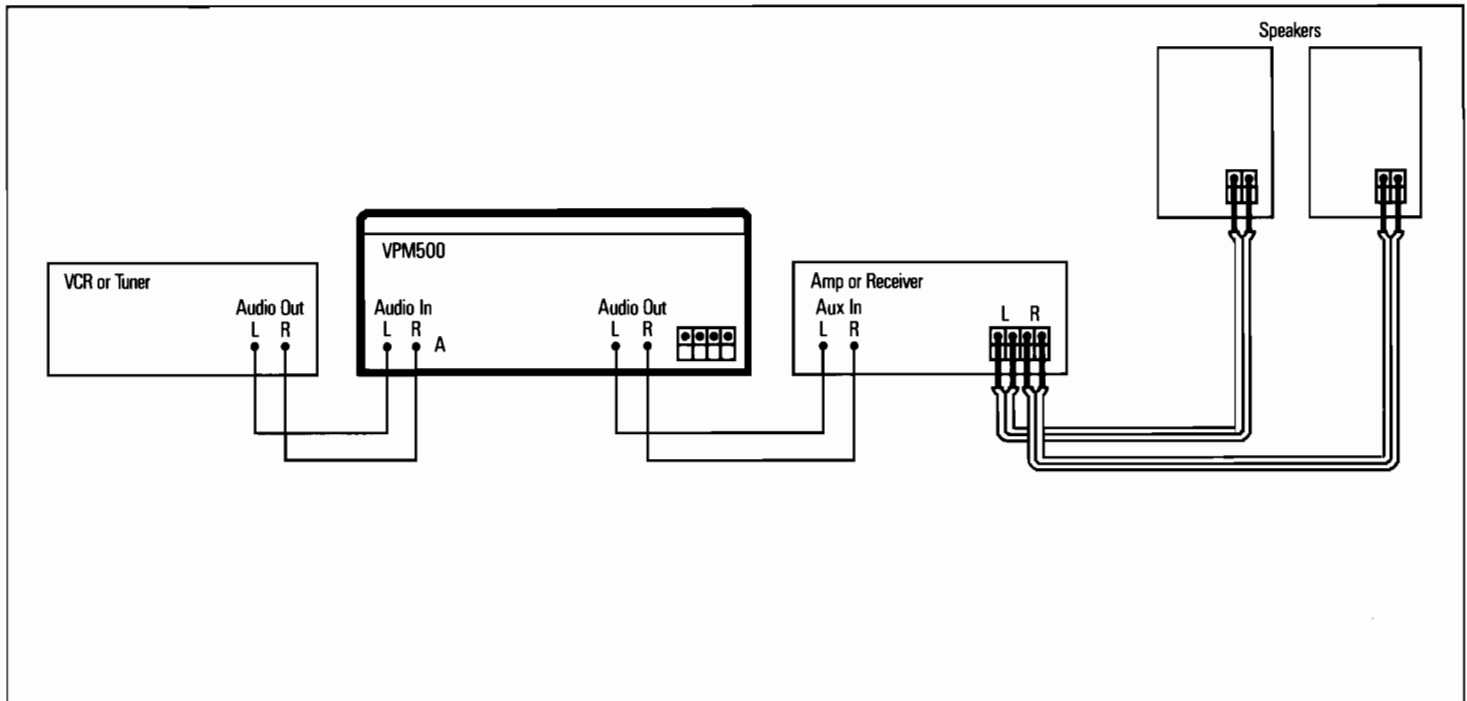 Speakers
VPM500
VCR or Tuner
Audio Out
L R
Audio In
L R A
Audio Out
L R
Amp or Receiver
Aux In
L R
L R